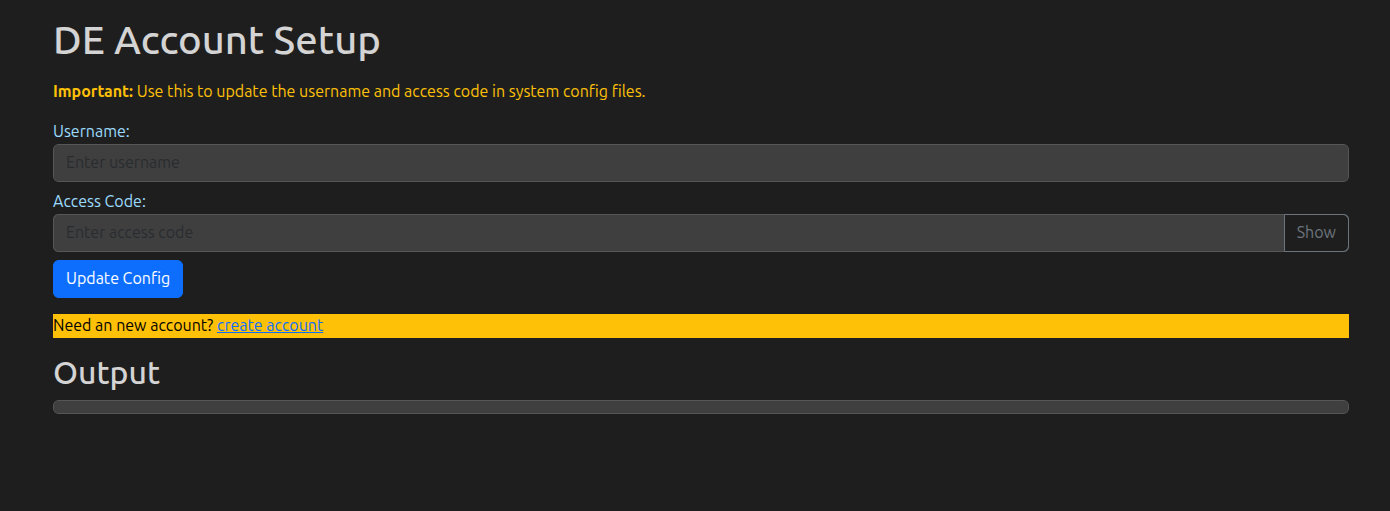 DE Account Setup
Important: Use this to update the username and access code in system config files.
Username:
Enter username
Access Code:
Enter access code
Show
Update Config
Need an new account? create account
Output